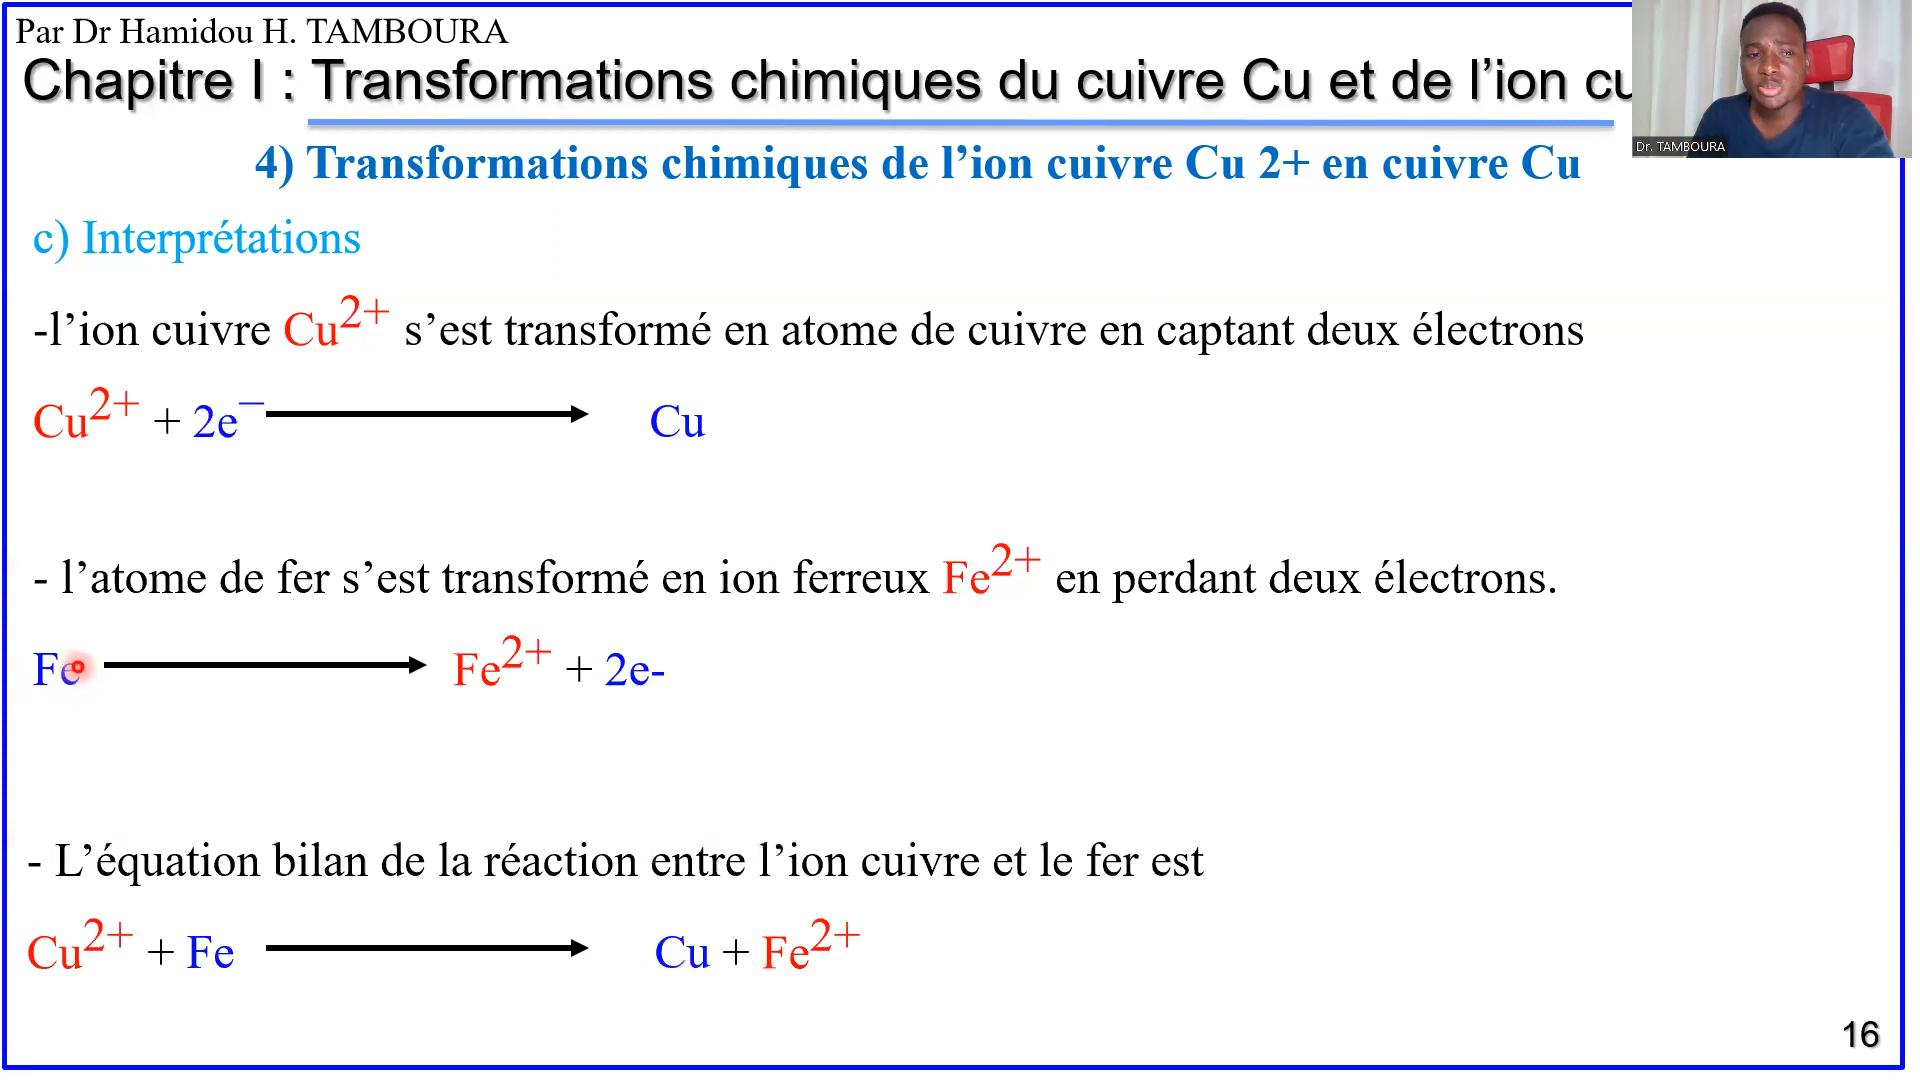 Par Dr Hamidou H. TAMBOURA
Chapitre I : Transformations chimiques du cuivre Cu et de l’ion cu
Dr. TAMBOURA
4) Transformations chimiques de l’ion cuivre Cu 2+ en cuivre Cu
c) Interprétations
-l’ion cuivre Cu²⁺ s’est transformé en atome de cuivre en captant deux électrons
Cu²⁺ + 2e⁻ → Cu
- l’atome de fer s’est transformé en ion ferreux Fe²⁺ en perdant deux électrons.
Fe → Fe²⁺ + 2e-
- L’équation bilan de la réaction entre l’ion cuivre et le fer est
Cu²⁺ + Fe → Cu + Fe²⁺
16